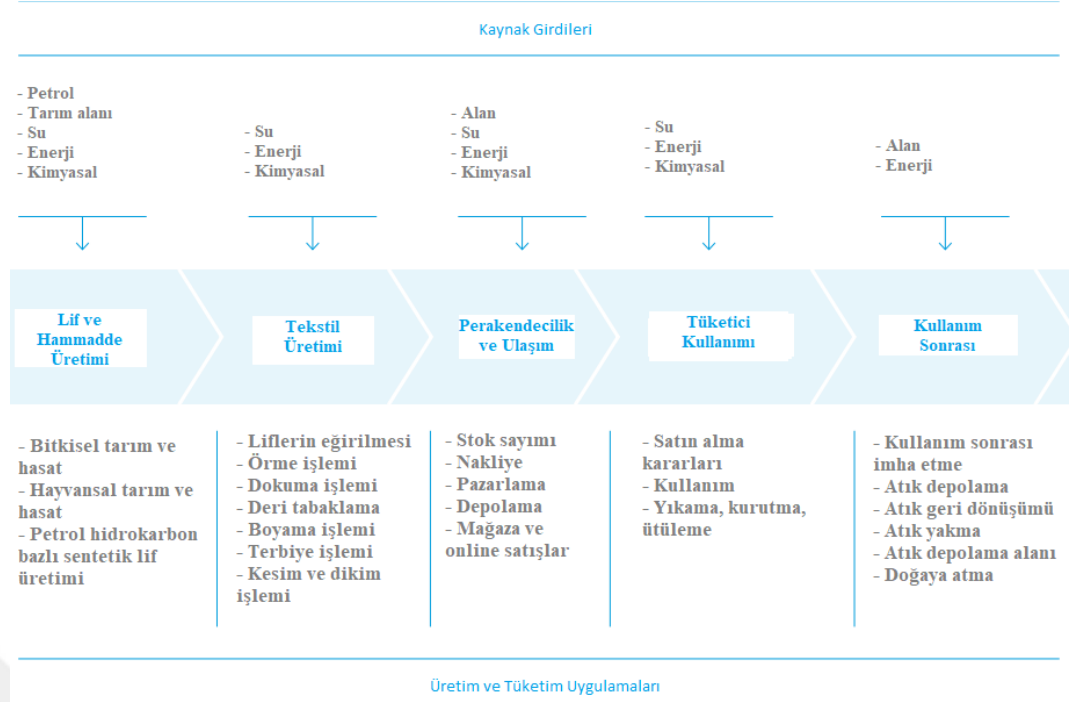 Kaynak Girdileri
- Petrol
- Tarım alanı
- Su
- Enerji
- Kimyasal
- Su
- Enerji
- Kimyasal
- Alan
- Su
- Enerji
- Kimyasal
- Su
- Enerji
- Kimyasal
- Alan
- Enerji
Lif ve
Hammadde
Üretimi
Tekstil
Üretimi
Perakendecilik
ve Ulaşım
Tüketici
Kullanımı
Kullanım
Sonrası
- Bitkisel tarım ve
hasat
- Hayvansal tarım ve
hasat
- Petrol hidrokarbon
bazlı sentetik lif
üretimi
- Liflerin eğirilmesi
- Örme işlemi
- Dokuma işlemi
- Deri tabaklama
- Boyama işlemi
- Terbiye işlemi
- Kesim ve dikim
işlemi
- Stok sayımı
- Nakliye
- Pazarlama
- Depolama
- Mağaza ve
online satışlar
- Satın alma
kararları
- Kullanım
- Yıkama, kurutma,
ütüleme
- Kullanım sonrası
imha etme
- Atık depolama
- Atık geri dönüşümü
- Atık yakma
- Atık depolama alanı
- Doğaya atma
Üretim ve Tüketim Uygulamaları